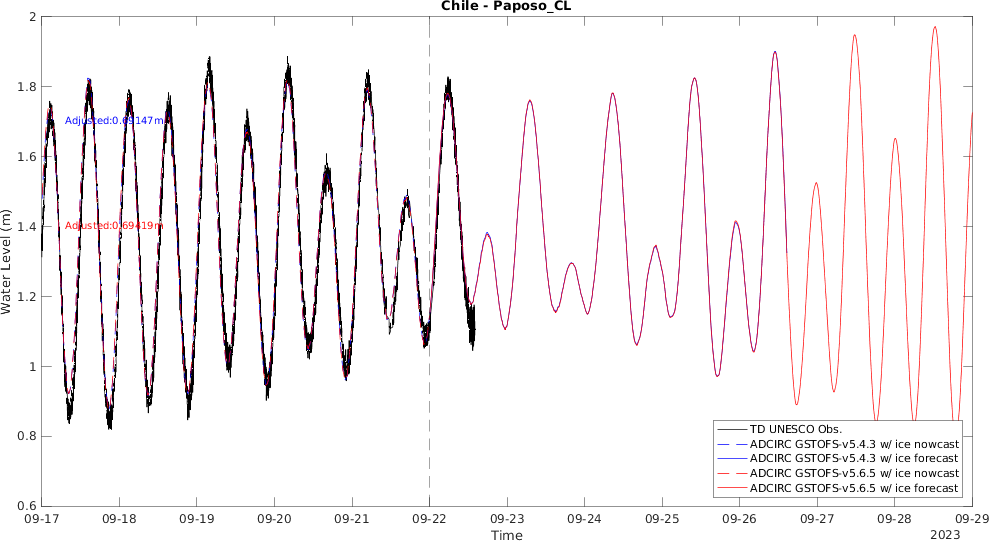 Chile - Paposo_CL
2
1.8
1.6
1.4
1.2
1
0.8
0.6
Water Level (m)
Adjusted:0.69147m
Adjusted:0.69419m
TD UNESCO Obs.
ADCIRC GSTOFS-v5.4.3 w/ ice nowcast
ADCIRC GSTOFS-v5.4.3 w/ ice forecast
ADCIRC GSTOFS-v5.6.5 w/ ice nowcast
ADCIRC GSTOFS-v5.6.5 w/ ice forecast
09-17 09-18 09-19 09-20 09-21 09-22 09-23 09-24 09-25 09-26 09-27 09-28 09-29
Time
2023